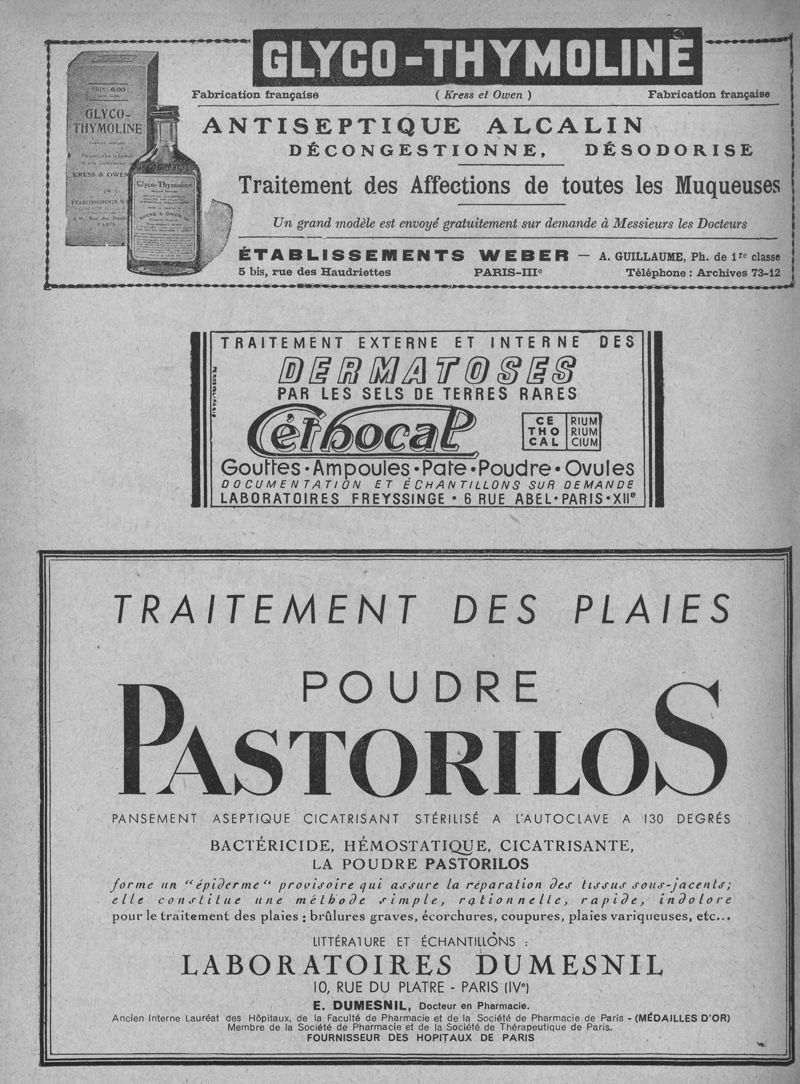 GLYCO-THYMOLINE
Fabrication française ( Kress et Owen ) Fabrication française
PRIX : 6.00
GLYCO-
THYMOLINE
KRESS & OWEN
ÉTABLISSEMENTS WEBER
PARIS
Glyco-Thymoline
KRESS & OWEN
ANTISEPTIQUE ALCALIN
DÉCONGESTIONNE, DÉSODORISE
Traitement des Affections de toutes les Muqueuses
Un grand modèle est envoyé gratuitement sur demande à Messieurs les Docteurs
ÉTABLISSEMENTS WEBER — A. GUILLAUME, Ph. de 1re classe
5 bis, rue des Haudriettes PARIS-IIIe Téléphone : Archives 73-12
TRAITEMENT EXTERNE ET INTERNE DES
DERMATOSES
PAR LES SELS DE TERRES RARES
Céthocal
CE RIUM
THO RIUM
CAL CIUM
Gouttes•Ampoules•Pate•Poudre•Ovules
DOCUMENTATION ET ÉCHANTILLONS SUR DEMANDE
LABORATOIRES FREYSSINGE • 6 RUE ABEL•PARIS•XIIe
TRAITEMENT DES PLAIES
POUDRE
PASTORILOS
PANSEMENT ASEPTIQUE CICATRISANT STÉRILISÉ A L'AUTOCLAVE A 130 DEGRÉS
BACTÉRICIDE, HÉMOSTATIQUE, CICATRISANTE,
LA POUDRE PASTORILOS
forme un "épiderme" provisoire qui assure la réparation des tissus sous-jacents;
elle constitue une méthode simple, rationnelle, rapide, indolore
pour le traitement des plaies : brûlures graves, écorchures, coupures, plaies variqueuses, etc...
LITTÉRATURE ET ÉCHANTILLONS :
LABORATOIRES DUMESNIL
10, RUE DU PLATRE - PARIS (IVe)
E. DUMESNIL, Docteur en Pharmacie.
Ancien Interne Lauréat des Hôpitaux, de la Faculté de Pharmacie et de la Société de Pharmacie de Paris - (MÉDAILLES D'OR)
Membre de la Société de Pharmacie et de la Société de Thérapeutique de Paris.
FOURNISSEUR DES HOPITAUX DE PARIS